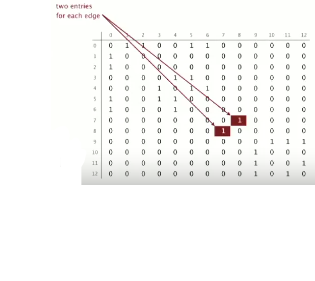 two entries
for each edge
0 1 2 3 4 5 6 7 8 9 10 11 12
0 0 1 1 0 0 1 1 0 0 0 0 0 0
1 1 0 0 0 0 0 0 0 0 0 0 0 0
2 1 0 0 0 0 0 0 0 0 0 0 0 0
3 0 0 0 0 1 1 0 0 0 0 0 0 0
4 0 0 0 1 0 1 1 0 0 0 0 0 0
5 1 0 0 1 1 0 0 0 0 0 0 0 0
6 1 0 0 0 1 0 0 0 0 0 0 0 0
7 0 0 0 0 0 0 0 0 1 0 0 0 0
8 0 0 0 0 0 0 0 1 0 0 0 0 0
9 0 0 0 0 0 0 0 0 0 0 1 1 1
10 0 0 0 0 0 0 0 0 0 1 0 0 0
11 0 0 0 0 0 0 0 0 0 1 0 0 1
12 0 0 0 0 0 0 0 0 0 1 0 1 0